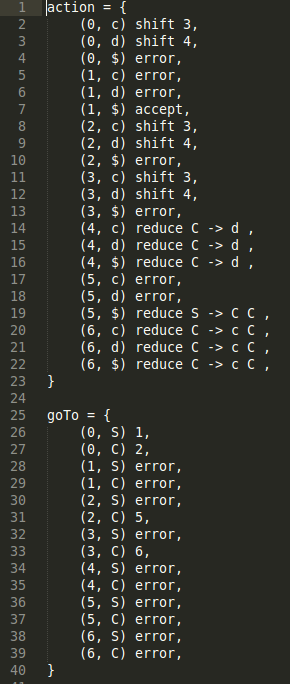 1 action = {
2 (0, c) shift 3,
3 (0, d) shift 4,
4 (0, $) error,
5 (1, c) error,
6 (1, d) error,
7 (1, $) accept,
8 (2, c) shift 3,
9 (2, d) shift 4,
10 (2, $) error,
11 (3, c) shift 3,
12 (3, d) shift 4,
13 (3, $) error,
14 (4, c) reduce C -> d ,
15 (4, d) reduce C -> d ,
16 (4, $) reduce C -> d ,
17 (5, c) error,
18 (5, d) error,
19 (5, $) reduce S -> C C ,
20 (6, c) reduce C -> c C ,
21 (6, d) reduce C -> c C ,
22 (6, $) reduce C -> c C ,
23 }
24
25 goTo = {
26 (0, S) 1,
27 (0, C) 2,
28 (1, S) error,
29 (1, C) error,
30 (2, S) error,
31 (2, C) 5,
32 (3, S) error,
33 (3, C) 6,
34 (4, S) error,
35 (4, C) error,
36 (5, S) error,
37 (5, C) error,
38 (6, S) error,
39 (6, C) error,
40 }